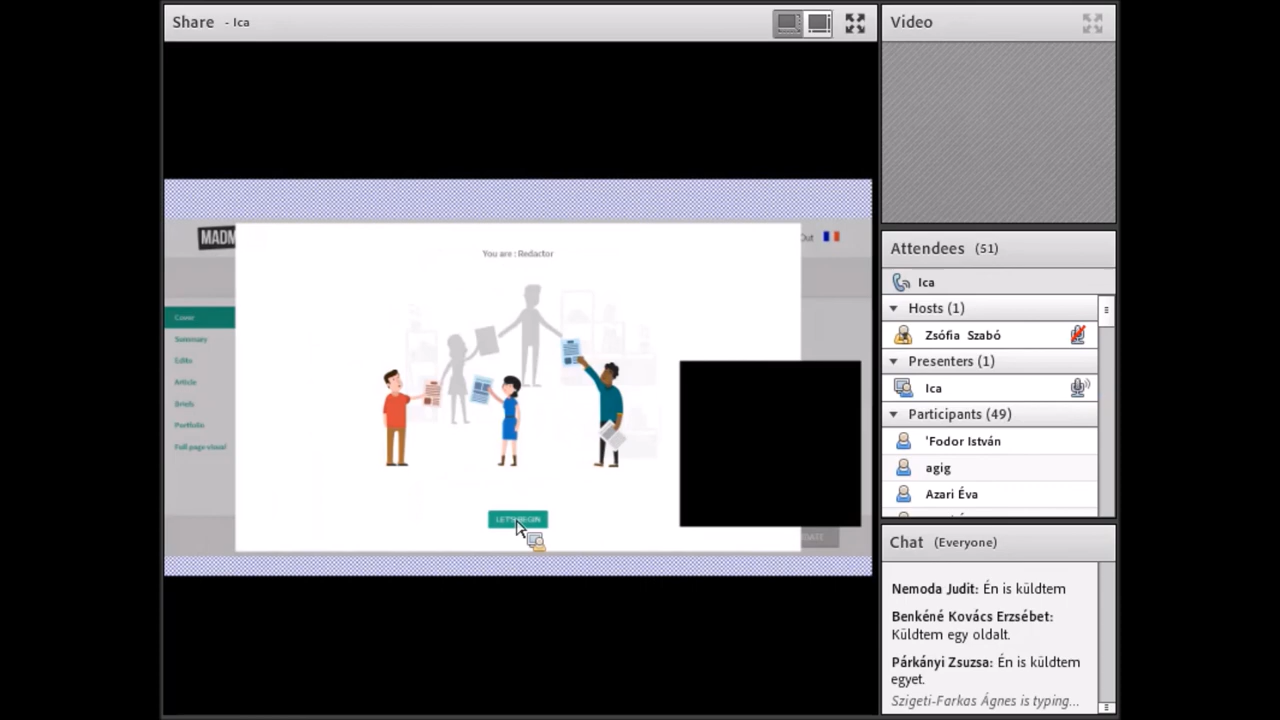 Share - Ica
MADM
Out
You are : Redactor
Cover
Summary
Edito
Article
Briefs
Portfolio
Full page visual
LET'S BEGIN
Video
Attendees (51)
Ica
Hosts (1)
Zsófia Szabó
Presenters (1)
Ica
Participants (49)
'Fodor István
agig
Azari Éva
Chat (Everyone)
Nemoda Judit: Én is küldtem
Benkéné Kovács Erzsébet:
Küldtem egy oldalt.
Párkányi Zsuzsa: Én is küldtem
egyet.
Szigeti-Farkas Ágnes is typing...